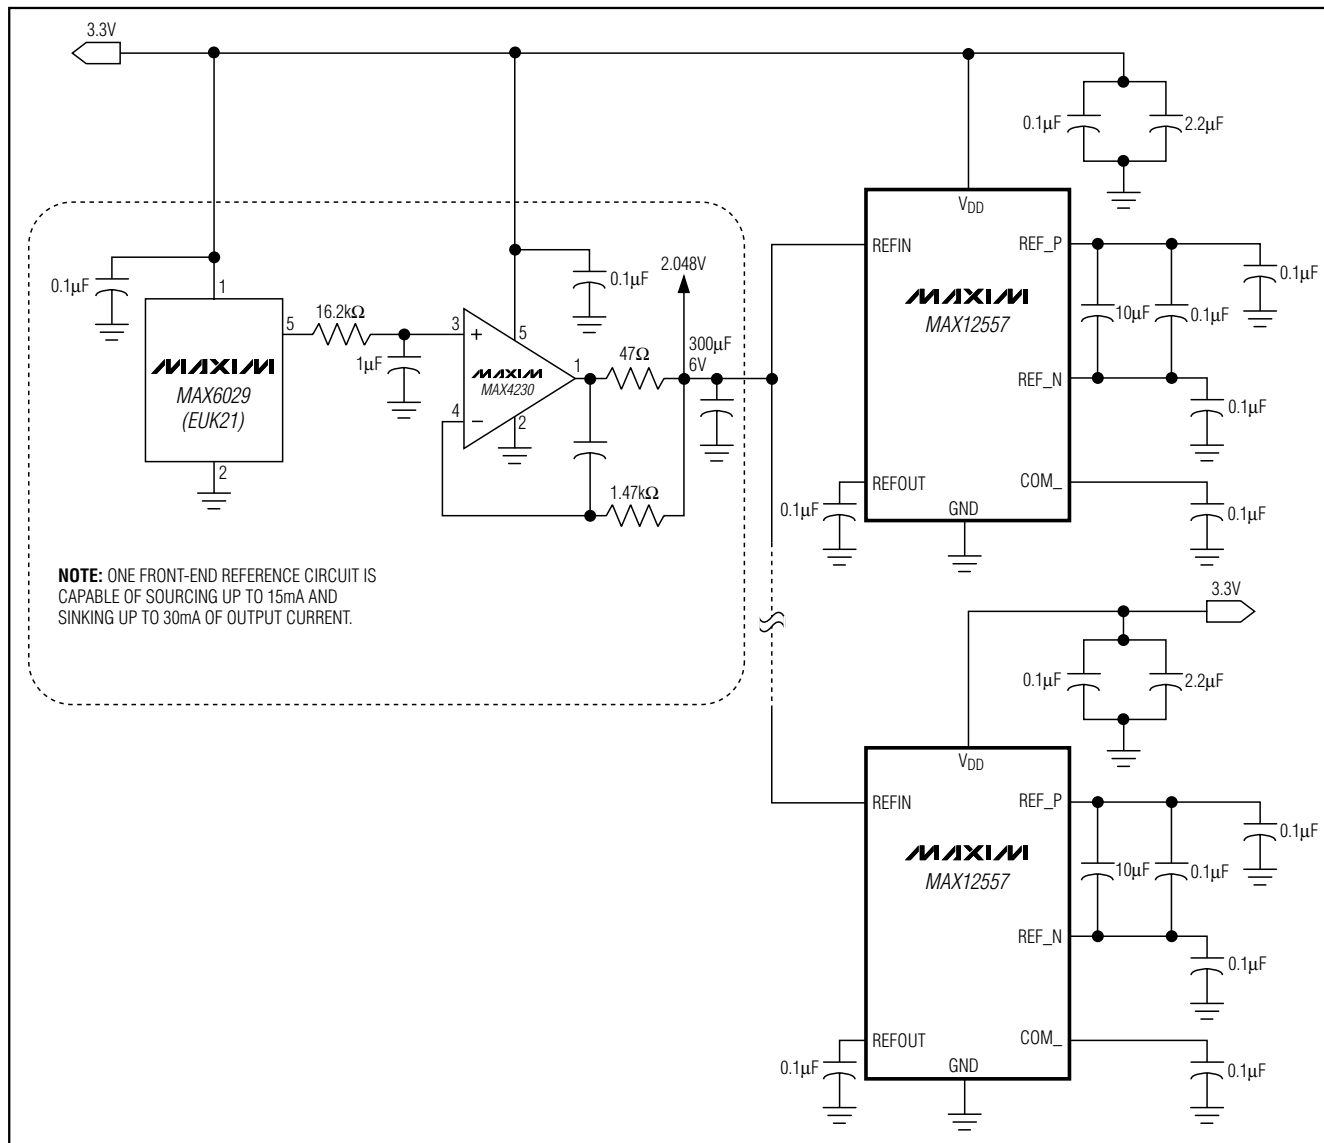 3.3V
0.1µF
2.2µF
VDD
REFIN
REF_P
0.1µF
MAXIM
MAX12557
10µF
0.1µF
REF_N
0.1µF
REFOUT
COM_
0.1µF
GND
0.1µF
0.1µF
1
MAXIM
MAX6029
(EUK21)
5
2
16.2kΩ
1µF
3
+
5
0.1µF
MAXIM
MAX4230
1
4
−
2
47Ω
2.048V
300µF
6V
1.47kΩ
NOTE: ONE FRONT-END REFERENCE CIRCUIT IS
CAPABLE OF SOURCING UP TO 15mA AND
SINKING UP TO 30mA OF OUTPUT CURRENT.
3.3V
0.1µF
2.2µF
VDD
REFIN
REF_P
0.1µF
MAXIM
MAX12557
10µF
0.1µF
REF_N
0.1µF
REFOUT
COM_
0.1µF
GND
0.1µF